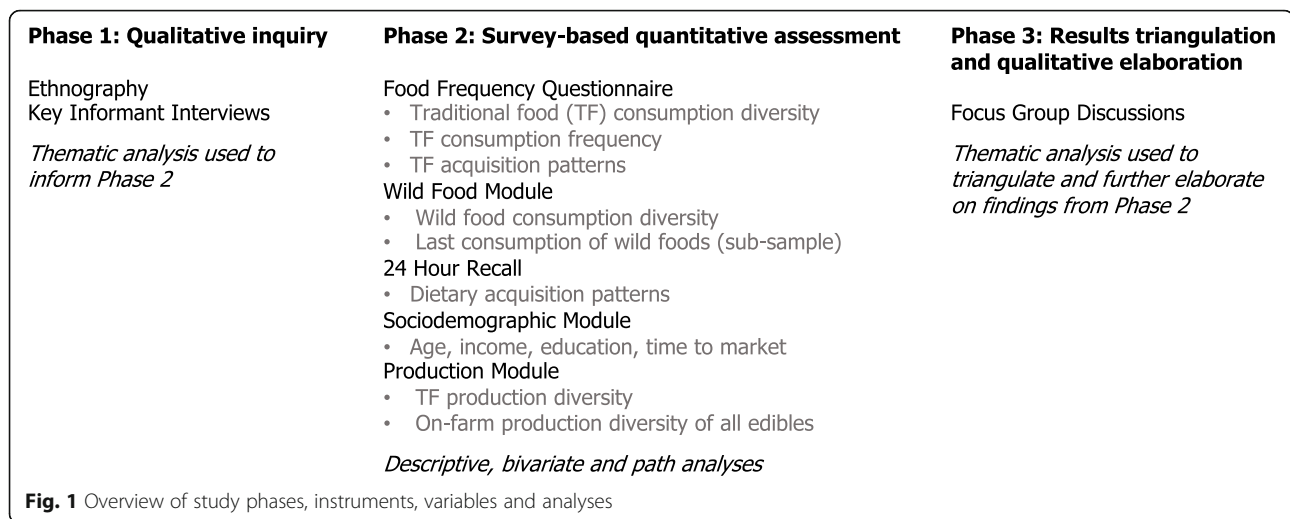 Phase 1: Qualitative inquiry
Ethnography
Key Informant Interviews
Thematic analysis used to
inform Phase 2
Phase 2: Survey-based quantitative assessment
Food Frequency Questionnaire
• Traditional food (TF) consumption diversity
• TF consumption frequency
• TF acquisition patterns
Wild Food Module
• Wild food consumption diversity
• Last consumption of wild foods (sub-sample)
24 Hour Recall
• Dietary acquisition patterns
Sociodemographic Module
• Age, income, education, time to market
Production Module
• TF production diversity
• On-farm production diversity of all edibles
Descriptive, bivariate and path analyses
Phase 3: Results triangulation
and qualitative elaboration
Focus Group Discussions
Thematic analysis used to
triangulate and further elaborate
on findings from Phase 2
Fig. 1 Overview of study phases, instruments, variables and analyses